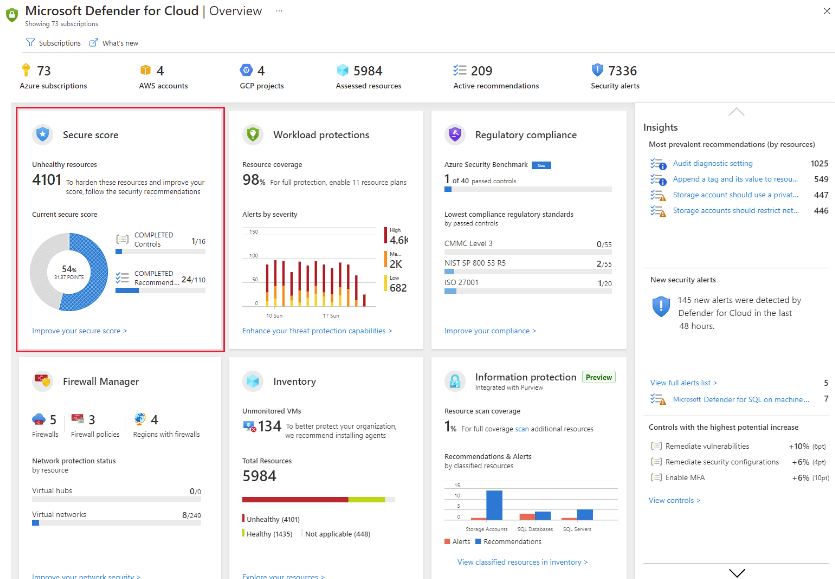 Microsoft Defender for Cloud | Overview ...
Showing 73 subscriptions
Subscriptions What's new
73
Azure subscriptions
4
AWS accounts
4
GCP projects
5984
Assessed resources
209
Active recommendations
7336
Security alerts
Secure score
Unhealthy resources
4101 To harden these resources and improve your
score, follow the security recommendations
Current secure score
54%
COMPLETED
Controls 1/16
COMPLETED
Recommend... 24/110
Improve your secure score >
Workload protections
Resource coverage
98% For full protection, enable 11 resource plans
Alerts by severity
150
100
50
0
10 Sun 17 Sun
High
4.6K
Me...
2K
Low
682
Enhance your threat protection capabilities >
Regulatory compliance
Azure Security Benchmark New
1 of 40 passed controls
Lowest compliance regulatory standards
by passed controls
CMMC Level 3 0/55
NIST SP 800 53 R5 2/55
ISO 27001 1/20
Improve your compliance >
Firewall Manager
5
Firewalls
3
Firewall policies
4
Regions with firewalls
Network protection status
by resource
Virtual hubs 0/0
Virtual networks 8/249
Improve your network security >
Inventory
Unmonitored VMs
134 To better protect your organization,
we recommend installing agents
Total Resources
5984
Unhealthy (4101)
Healthy (1435) Not applicable (448)
Explore your resources >
Information protection Preview
Integrated with Purview
Resource scan coverage
1% For full coverage scan additional resources
Recommendations & Alerts
by classified resources
15
10
5
0
Storage Accounts SQL Databases SQL Servers
Alerts Recommendations
View classified resources in inventory >
Insights
Most prevalent recommendations (by resources)
Audit diagnostic setting 1025
Append a tag and its value to resou... 549
Storage account should use a privat... 447
Storage accounts should restrict net... 446
New security alerts
145 new alerts were detected by
Defender for Cloud in the last
48 hours.
View full alerts list > 5
Microsoft Defender for SQL on machine... 7
Controls with the highest potential increase
Remediate vulnerabilities +10% (6pt)
Remediate security configurations +6% (4pt)
Enable MFA +6% (10pt)
View controls >